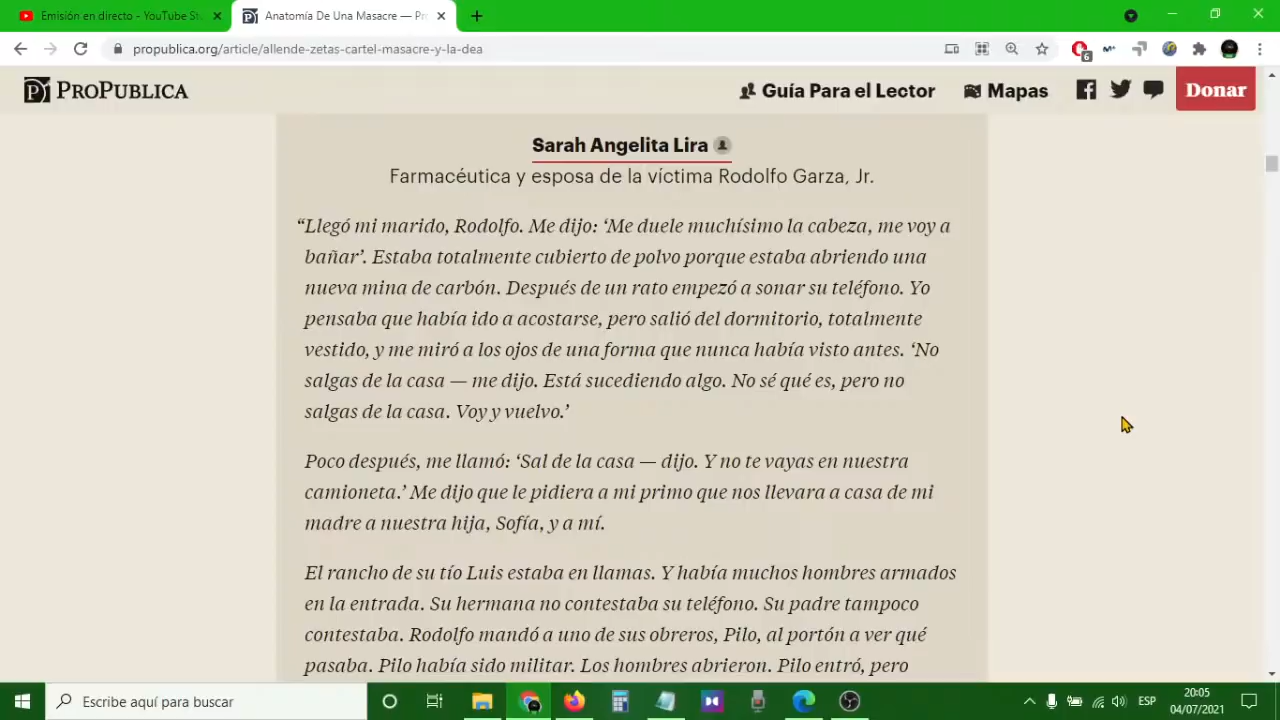 Emisión en directo - YouTube St
Anatomía De Una Masacre — Pr
propublica.org/article/allende-zetas-cartel-masacre-y-la-dea
6
PROPUBLICA
Guía Para el Lector
Mapas
Donar
Sarah Angelita Lira
Farmacéutica y esposa de la víctima Rodolfo Garza, Jr.
“Llegó mi marido, Rodolfo. Me dijo: ‘Me duele muchísimo la cabeza, me voy a
bañar’. Estaba totalmente cubierto de polvo porque estaba abriendo una
nueva mina de carbón. Después de un rato empezó a sonar su teléfono. Yo
pensaba que había ido a acostarse, pero salió del dormitorio, totalmente
vestido, y me miró a los ojos de una forma que nunca había visto antes. ‘No
salgas de la casa — me dijo. Está sucediendo algo. No sé qué es, pero no
salgas de la casa. Voy y vuelvo.’
Poco después, me llamó: ‘Sal de la casa — dijo. Y no te vayas en nuestra
camioneta.’ Me dijo que le pidiera a mi primo que nos llevara a casa de mi
madre a nuestra hija, Sofía, y a mí.
El rancho de su tío Luis estaba en llamas. Y había muchos hombres armados
en la entrada. Su hermana no contestaba su teléfono. Su padre tampoco
contestaba. Rodolfo mandó a uno de sus obreros, Pilo, al portón a ver qué
pasaba. Pilo había sido militar. Los hombres abrieron. Pilo entró, pero
Escribe aquí para buscar
ESP
20:05
04/07/2021